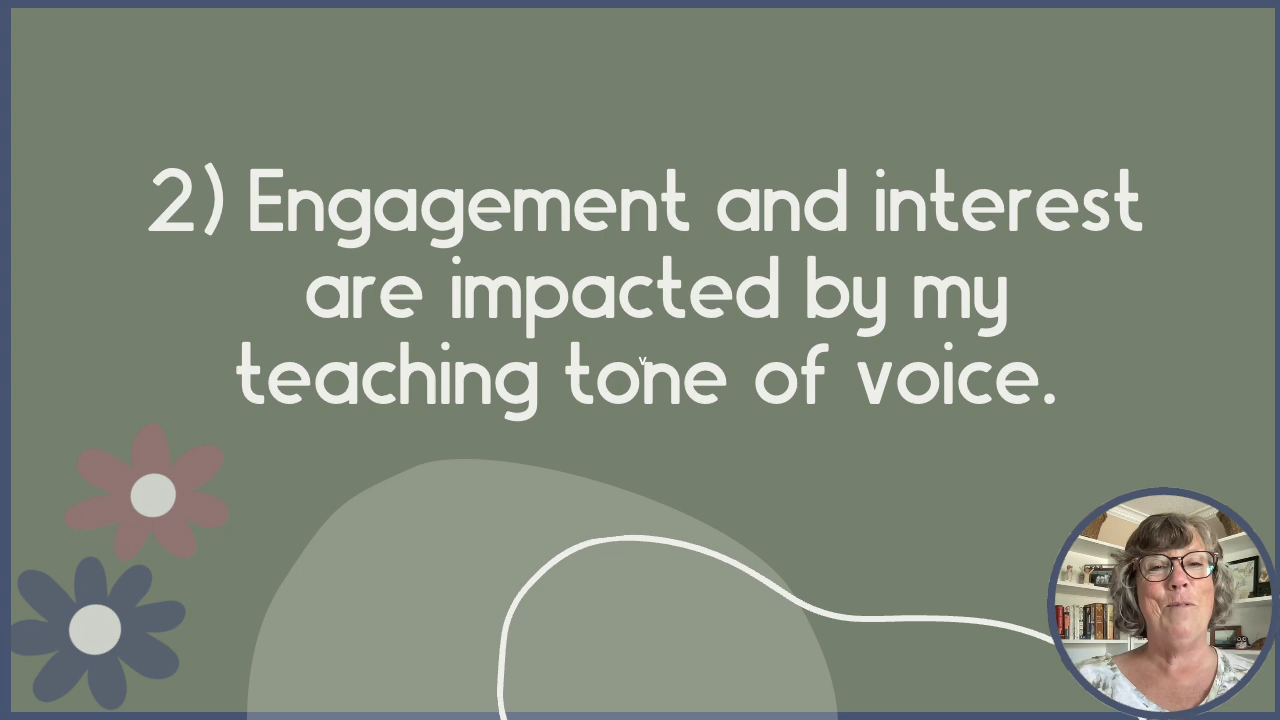 2) Engagement and interest
are impacted by my
teaching tone of voice.
v